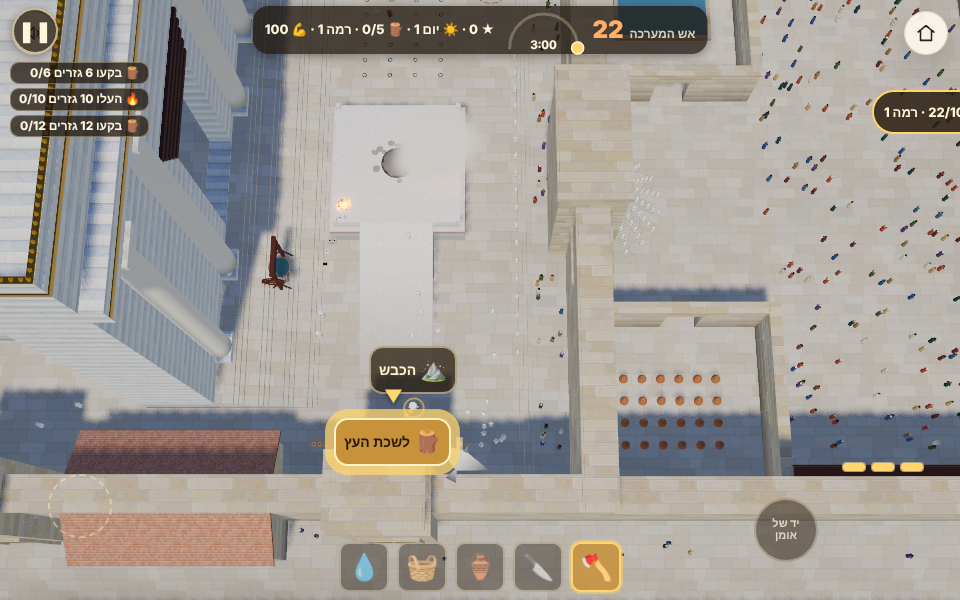 אש המערכה 22
3:00
★ 0 · ☀️ יום 1 · 🪵 0/5 · רמה 1 · 💪 100
🪵 בקעו 6 גזרים 0/6
🔥 העלו 10 גזרים 0/10
🪵 בקעו 12 גזרים 0/12
22/10 · רמה 1
הכבש
לשכת העץ
יד של
אומן